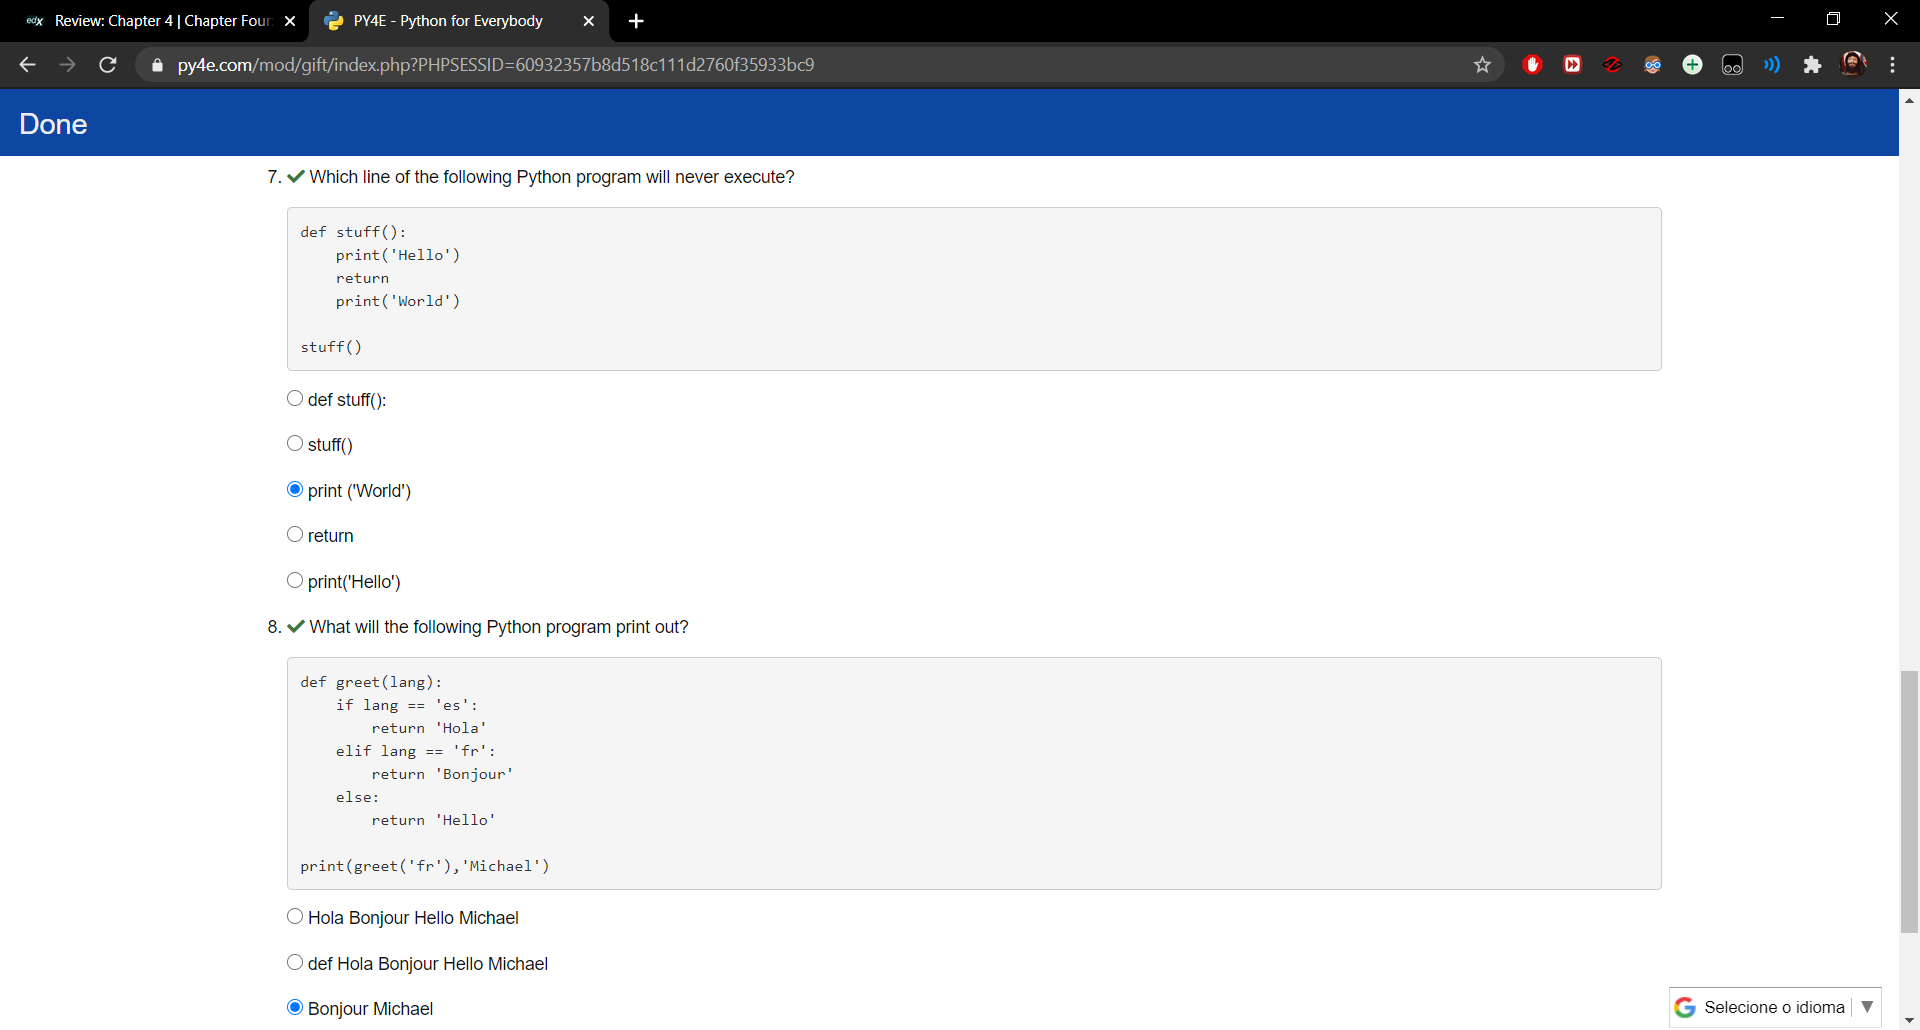 edX Review: Chapter 4 | Chapter Four
PY4E - Python for Everybody
py4e.com/mod/gift/index.php?PHPSESSID=60932357b8d518c111d2760f35933bc9
Done
7. Which line of the following Python program will never execute?
def stuff():
    print('Hello')
    return
    print('World')
stuff()
def stuff():
stuff()
print ('World')
return
print('Hello')
8. What will the following Python program print out?
def greet(lang):
    if lang == 'es':
        return 'Hola'
    elif lang == 'fr':
        return 'Bonjour'
    else:
        return 'Hello'
print(greet('fr'),'Michael')
Hola Bonjour Hello Michael
def Hola Bonjour Hello Michael
Bonjour Michael
Selecione o idioma